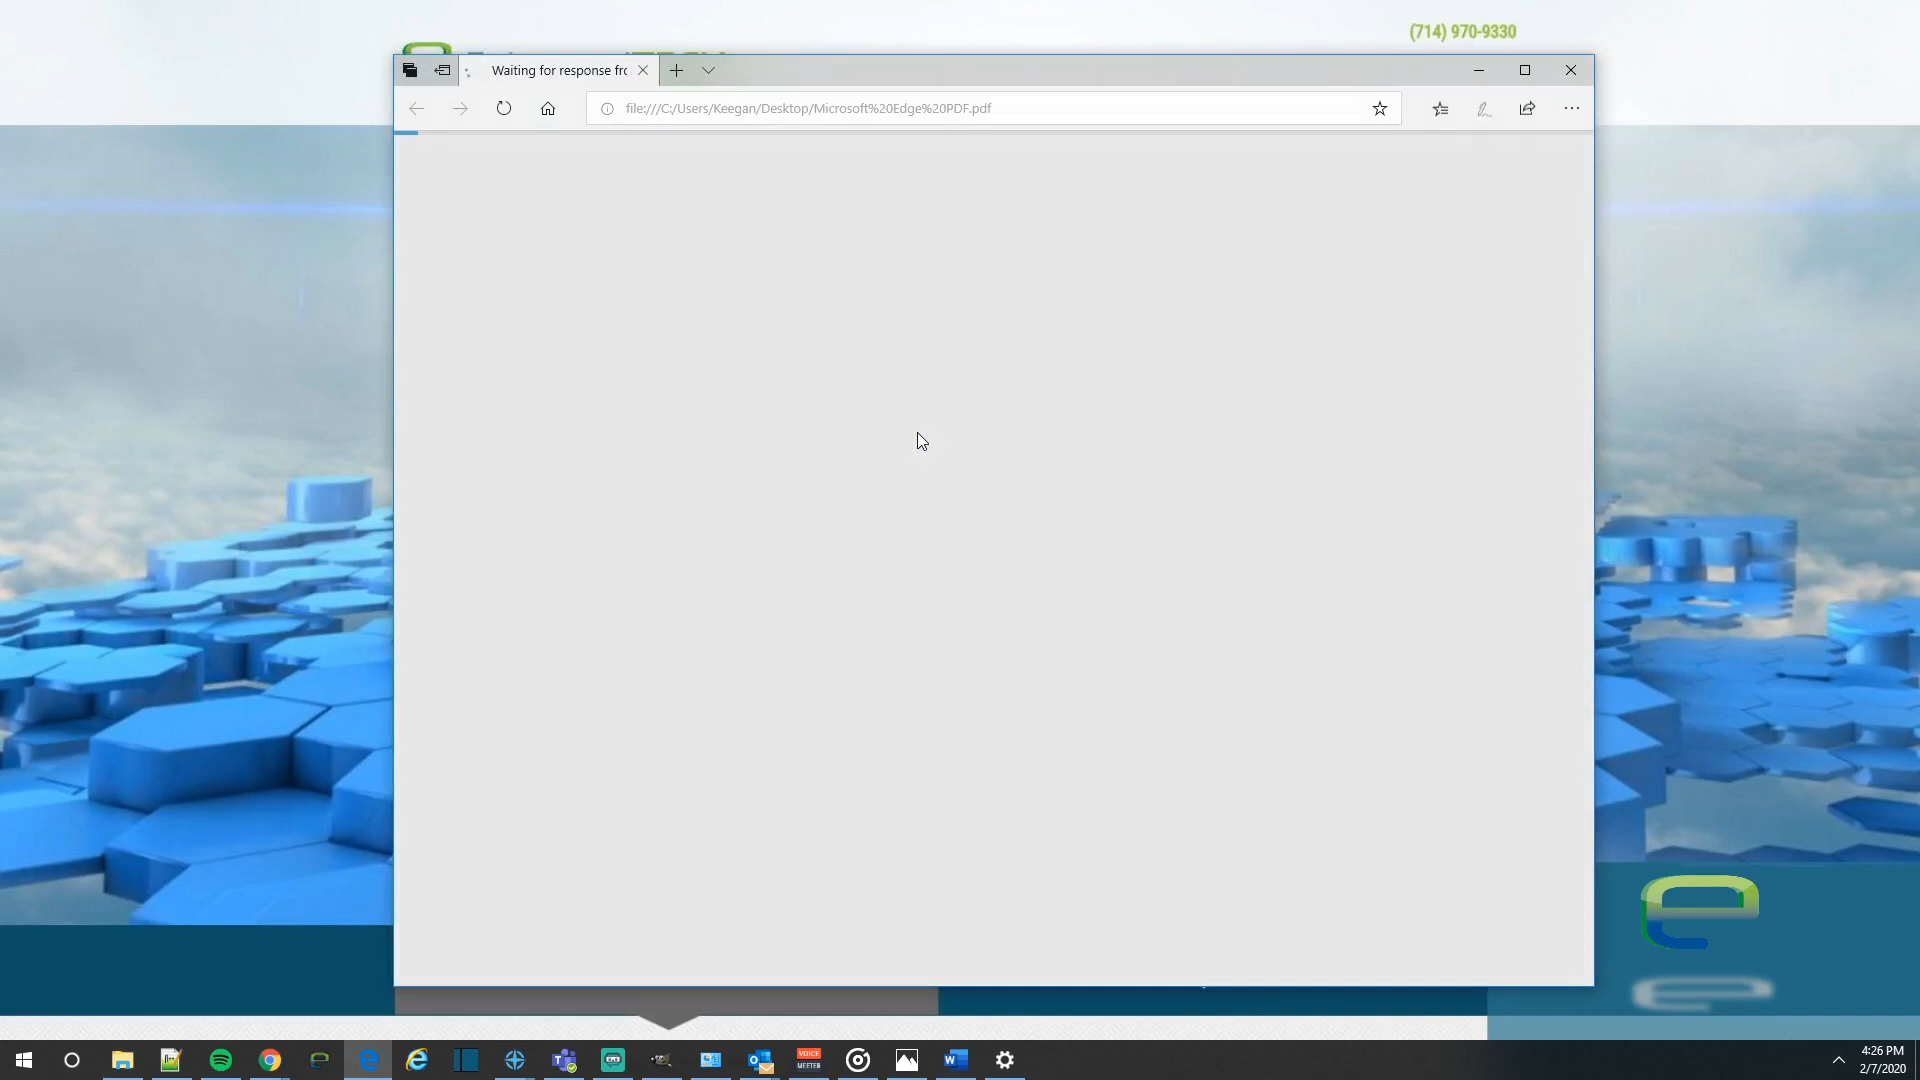 (714) 970-9330
Waiting for response fro
file:///C:/Users/Keegan/Desktop/Microsoft%20Edge%20PDF.pdf
VOICE
MEETER
4:26 PM
2/7/2020